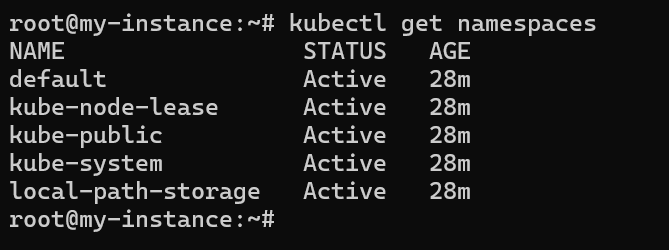 root@my-instance:~# kubectl get namespaces
NAME                 STATUS   AGE
default              Active   28m
kube-node-lease      Active   28m
kube-public          Active   28m
kube-system          Active   28m
local-path-storage   Active   28m
root@my-instance:~#